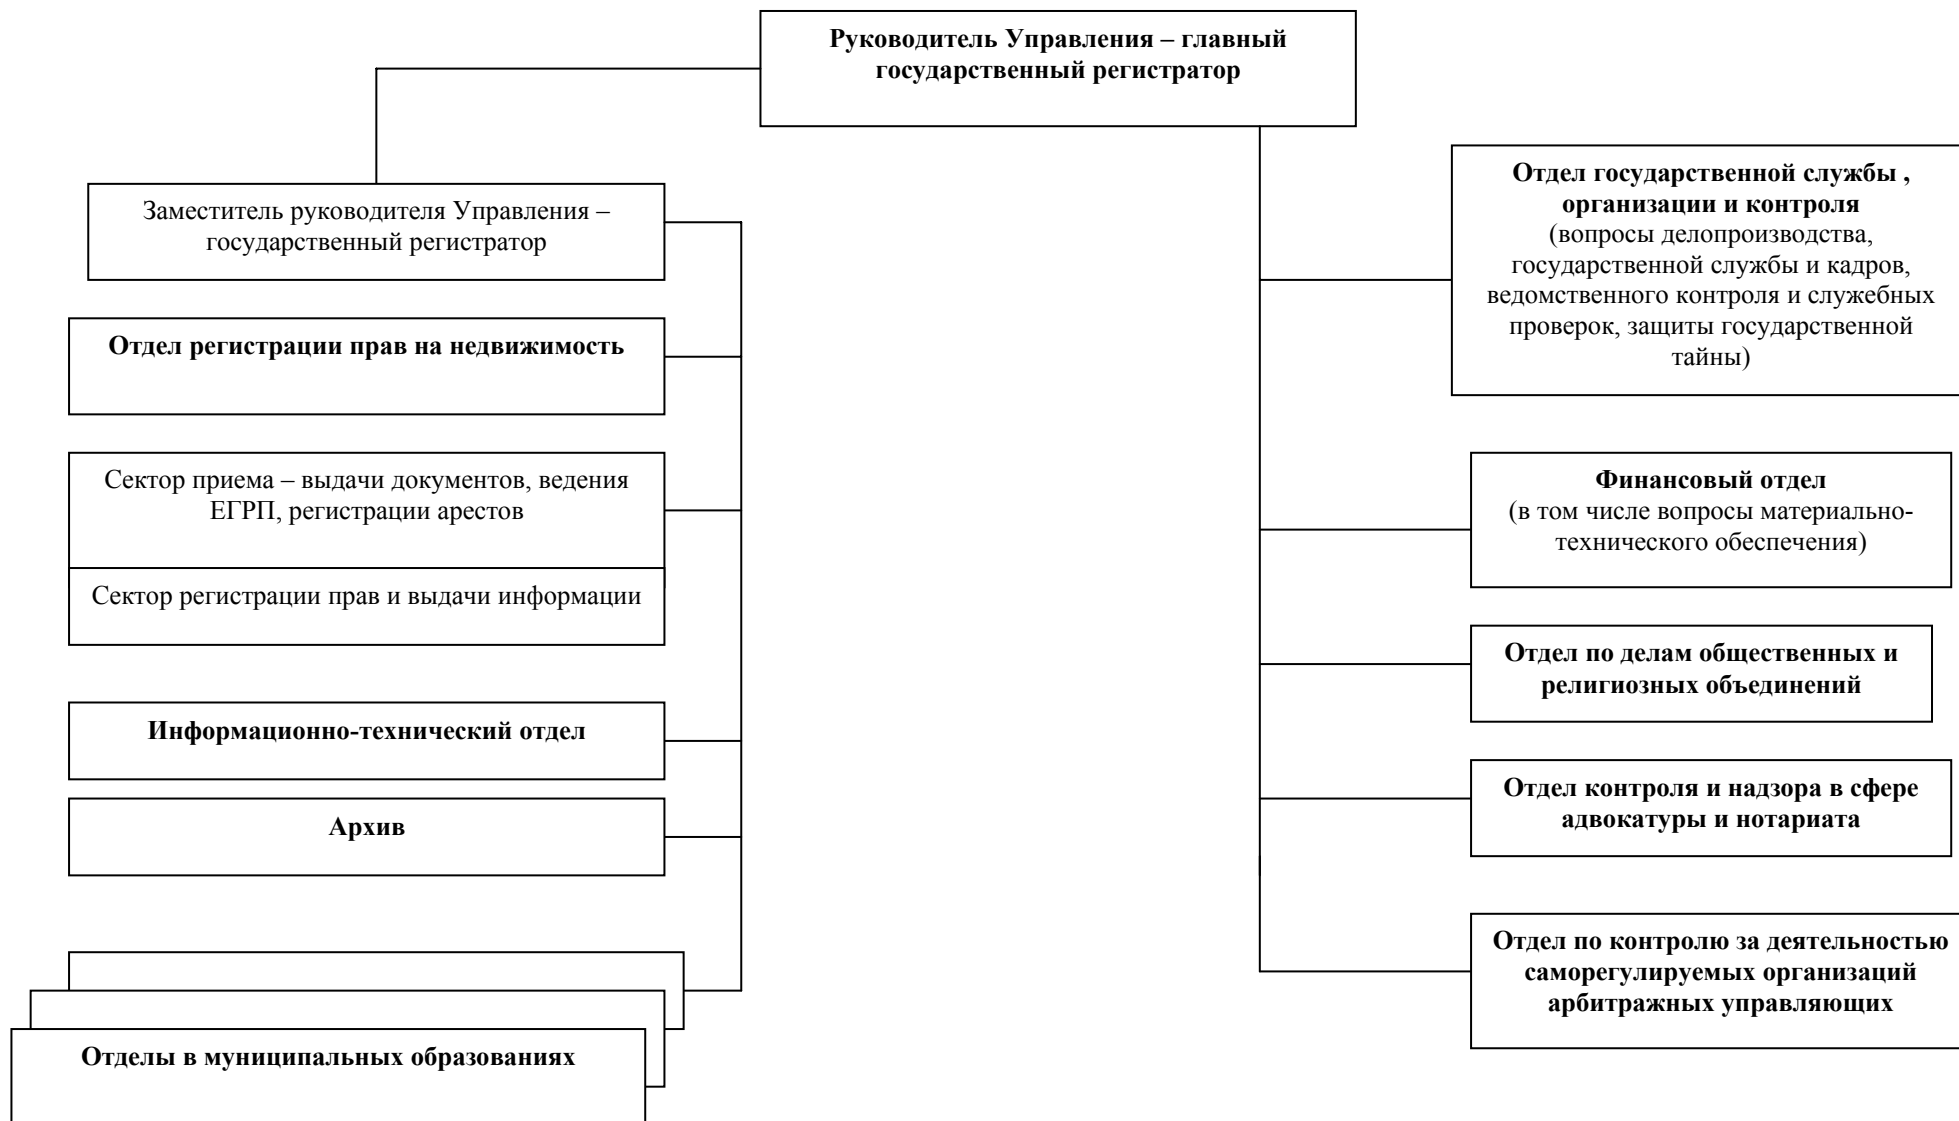 Руководитель Управления – главный
государственный регистратор
Заместитель руководителя Управления –
государственный регистратор
Отдел регистрации прав на недвижимость
Сектор приема – выдачи документов, ведения
ЕГРП, регистрации арестов
Сектор регистрации прав и выдачи информации
Информационно-технический отдел
Архив
Отделы в муниципальных образованиях
Отдел государственной службы ,
организации и контроля
(вопросы делопроизводства,
государственной службы и кадров,
ведомственного контроля и служебных
проверок, защиты государственной
тайны)
Финансовый отдел
(в том числе вопросы материально-
технического обеспечения)
Отдел по делам общественных и
религиозных объединений
Отдел контроля и надзора в сфере
адвокатуры и нотариата
Отдел по контролю за деятельностью
саморегулируемых организаций
арбитражных управляющих